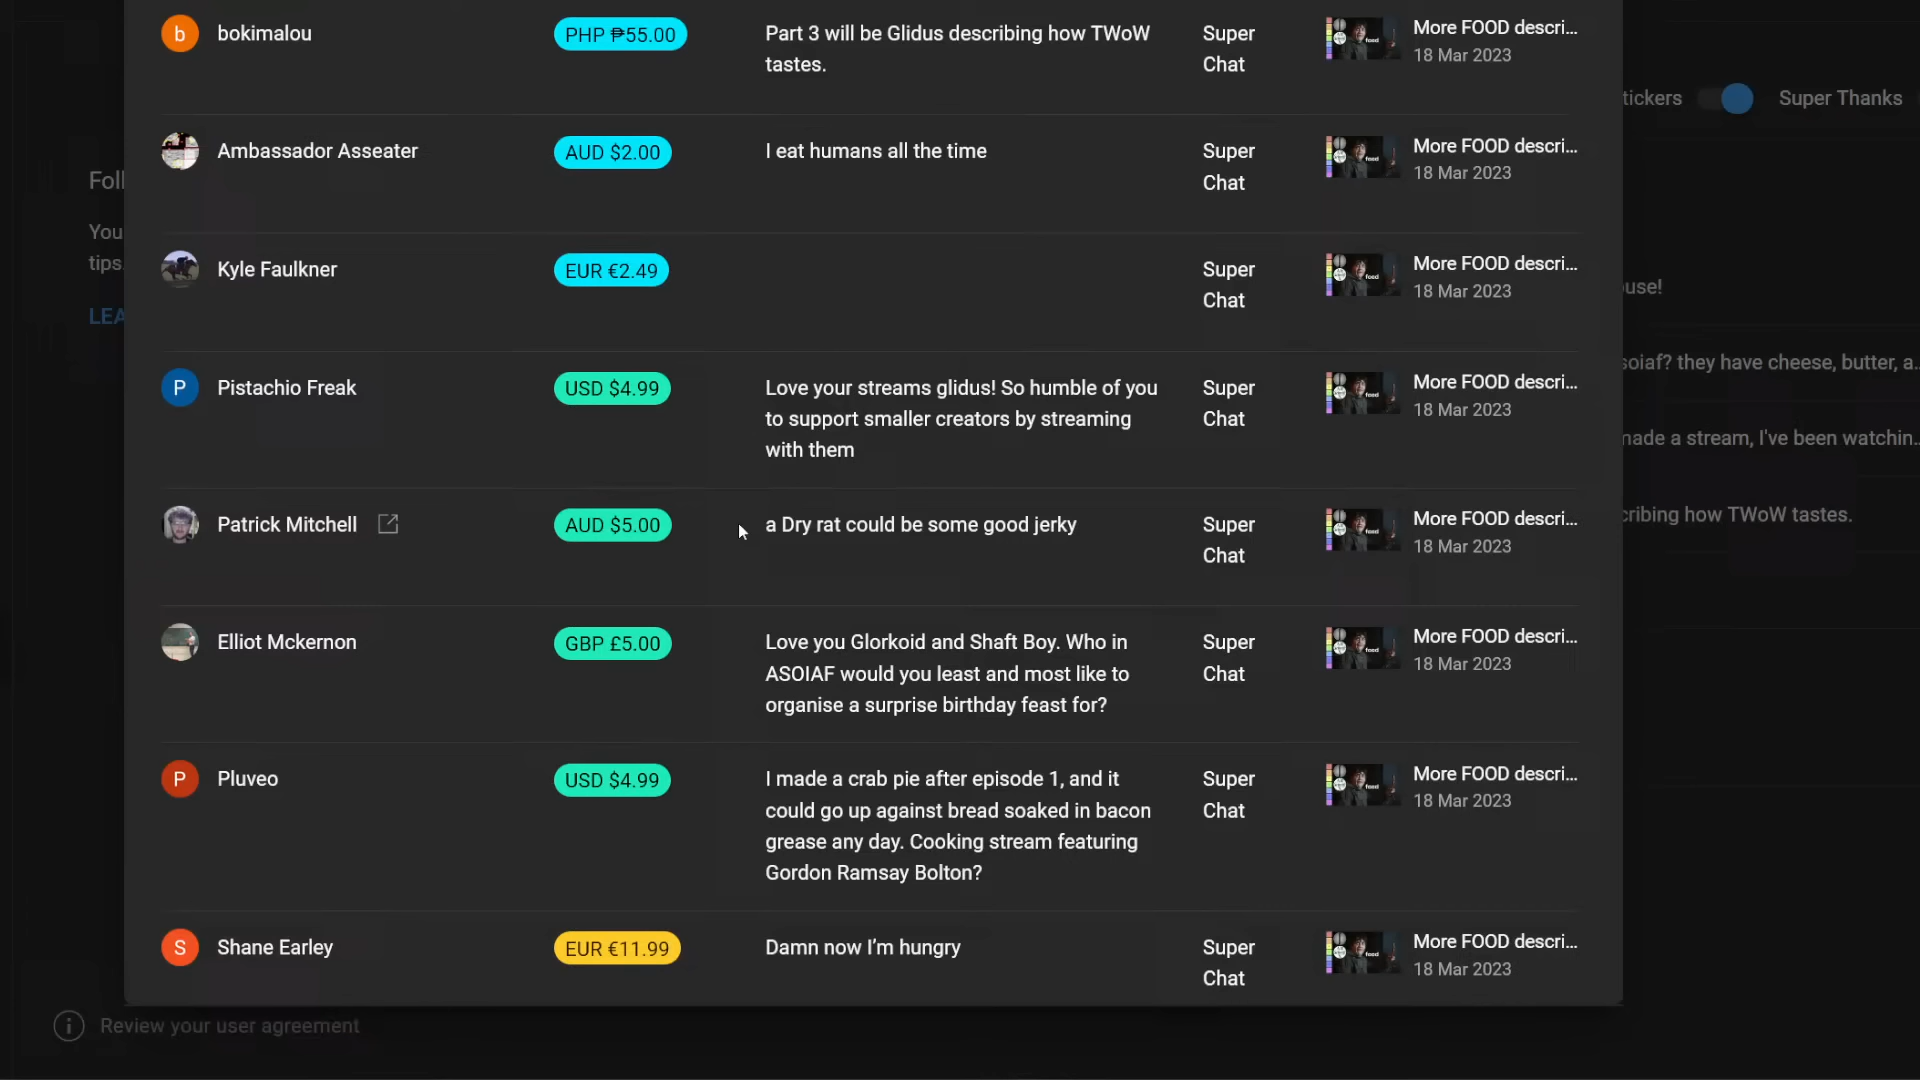 b bokimalou PHP ₱55.00 Part 3 will be Glidus describing how TWoW Super More FOOD descri...
tastes. Chat 18 Mar 2023
tickers Super Thanks
Ambassador Asseater AUD $2.00 I eat humans all the time Super More FOOD descri...
Chat 18 Mar 2023
Foll
You
tips.
Kyle Faulkner EUR €2.49 Super More FOOD descri...
Chat 18 Mar 2023
use!
LEA
soiaf? they have cheese, butter, a...
P Pistachio Freak USD $4.99 Love your streams glidus! So humble of you Super More FOOD descri...
to support smaller creators by streaming Chat 18 Mar 2023
with them
made a stream, I've been watchin...
Patrick Mitchell AUD $5.00 a Dry rat could be some good jerky Super More FOOD descri...
Chat 18 Mar 2023
cribing how TWoW tastes.
Elliot Mckernon GBP £5.00 Love you Glorkoid and Shaft Boy. Who in Super More FOOD descri...
ASOIAF would you least and most like to Chat 18 Mar 2023
organise a surprise birthday feast for?
P Pluveo USD $4.99 I made a crab pie after episode 1, and it Super More FOOD descri...
could go up against bread soaked in bacon Chat 18 Mar 2023
grease any day. Cooking stream featuring
Gordon Ramsay Bolton?
S Shane Earley EUR €11.99 Damn now I'm hungry Super More FOOD descri...
Chat 18 Mar 2023
Review your user agreement